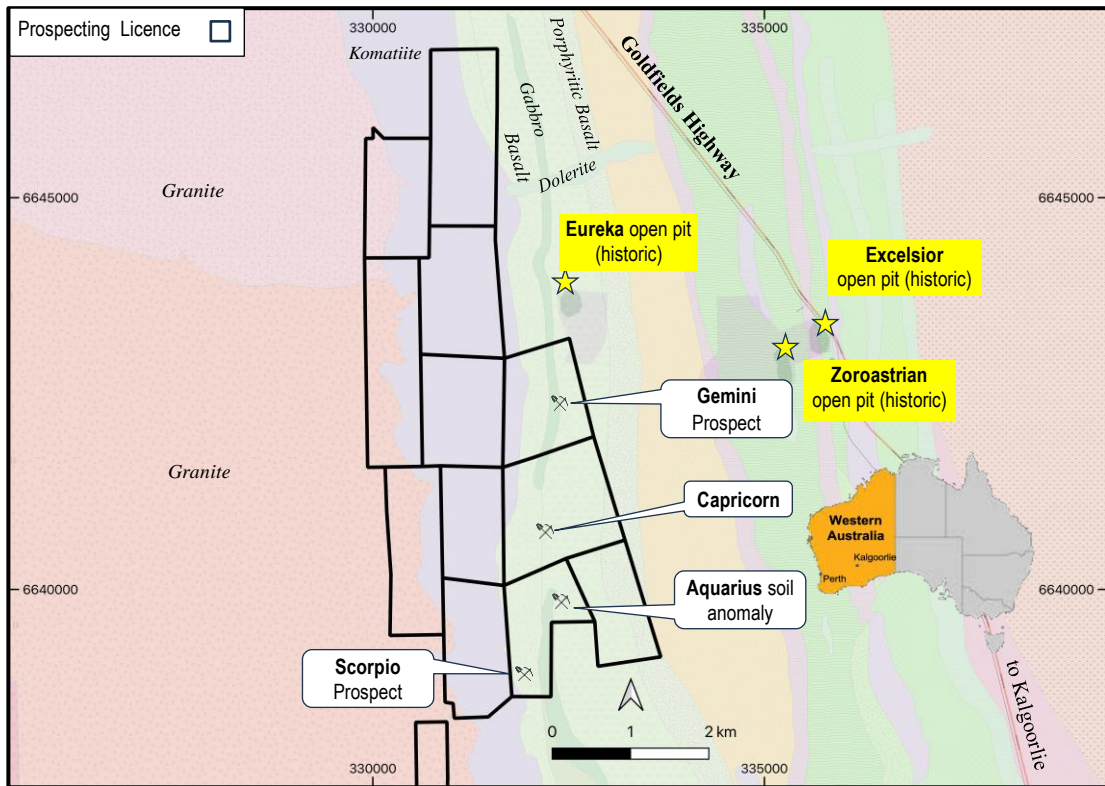 Prospecting Licence
330000
335000
Komatiite
Porphyritic Basalt
Gabbro
Basalt
Dolerite
Goldfields Highway
Granite
6645000
6645000
Eureka open pit
(historic)
Excelsior
open pit (historic)
Zoroastrian
open pit (historic)
Gemini
Prospect
Granite
Capricorn
Western
Australia
Kalgoorlie
Perth
6640000
6640000
Aquarius soil
anomaly
Scorpio
Prospect
to Kalgoorlie
0 1 2 km
330000
335000